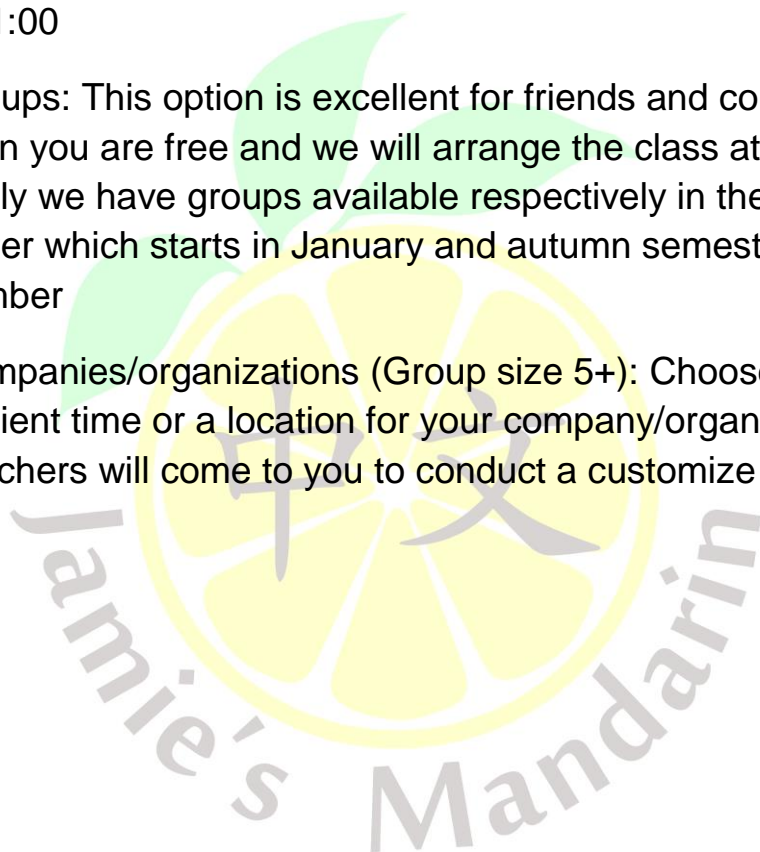 :00
ups: This option is excellent for friends and co
n you are free and we will arrange the class at
ly we have groups available respectively in the
er which starts in January and autumn semest
nber
mpanies/organizations (Group size 5+): Choose
ient time or a location for your company/organ
chers will come to you to conduct a customize
中文
Jamie's Mandarin